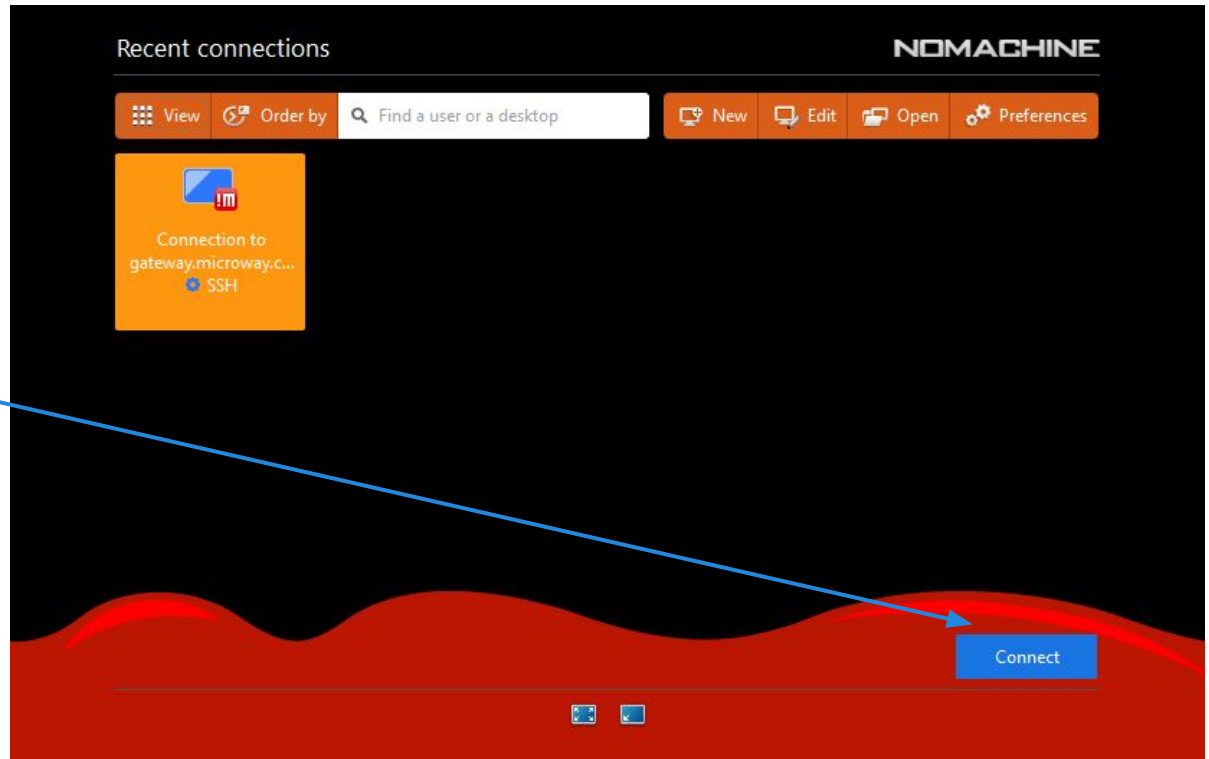 Recent connections
NOMACHINE
View Order by Find a user or a desktop New Edit Open Preferences
!m
Connection to
gateway.microway.c...
SSH
Connect